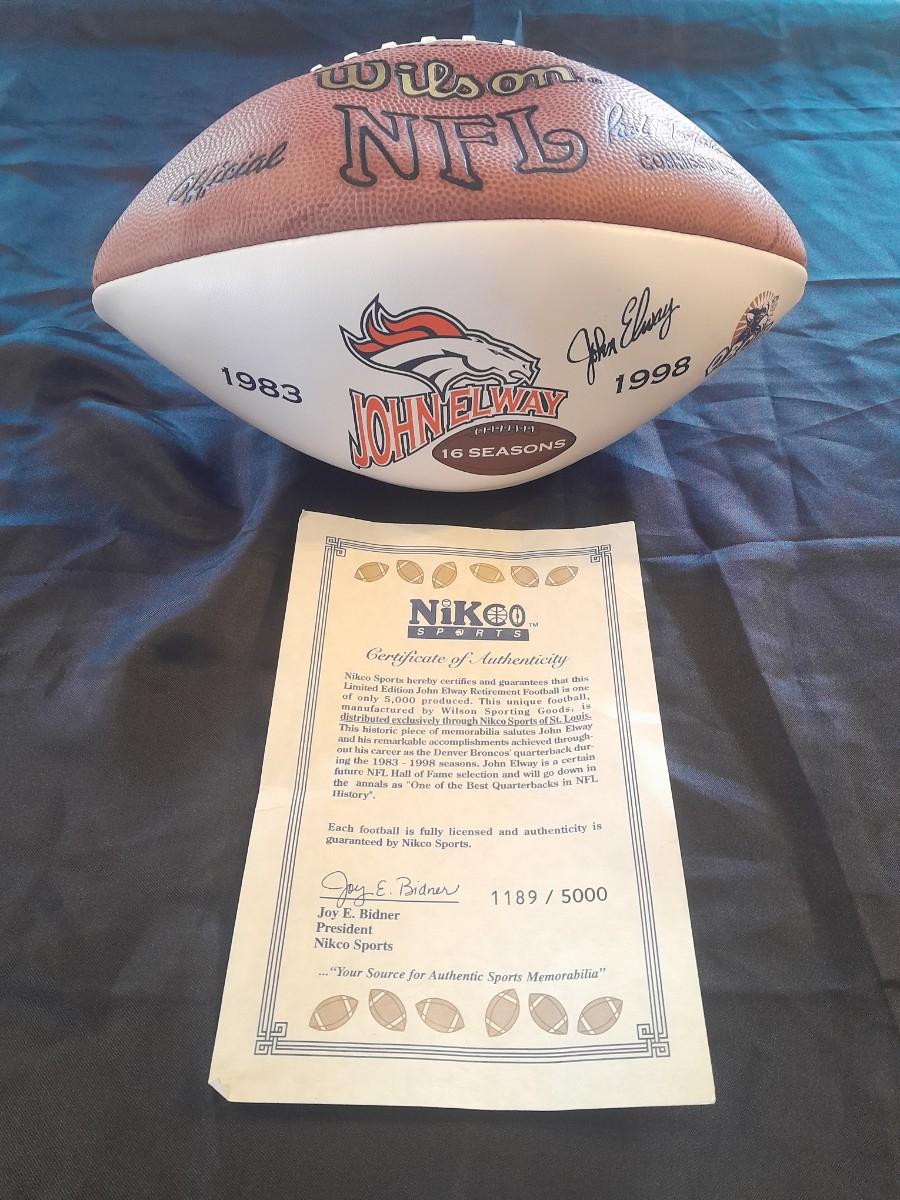 Wilson
NFL
Official
1983
JOHN ELWAY
16 SEASONS
John Elway
1998
NiKCO™
SPORTS
Certificate of Authenticity
Nikco Sports hereby certifies and guarantees that this
Limited Edition John Elway Retirement Football is one
of only 5,000 produced. This unique football,
manufactured by Wilson Sporting Goods, is
distributed exclusively through Nikco Sports of St. Louis.
This historic piece of memorabilia salutes John Elway
and his remarkable accomplishments achieved through-
out his career as the Denver Broncos' quarterback dur-
ing the 1983 - 1998 seasons. John Elway is a certain
future NFL Hall of Fame selection and will go down in
the annals as "One of the Best Quarterbacks in NFL
History".
Each football is fully licensed and authenticity is
guaranteed by Nikco Sports.
Joy E. Bidner
1189 / 5000
Joy E. Bidner
President
Nikco Sports
..."Your Source for Authentic Sports Memorabilia"